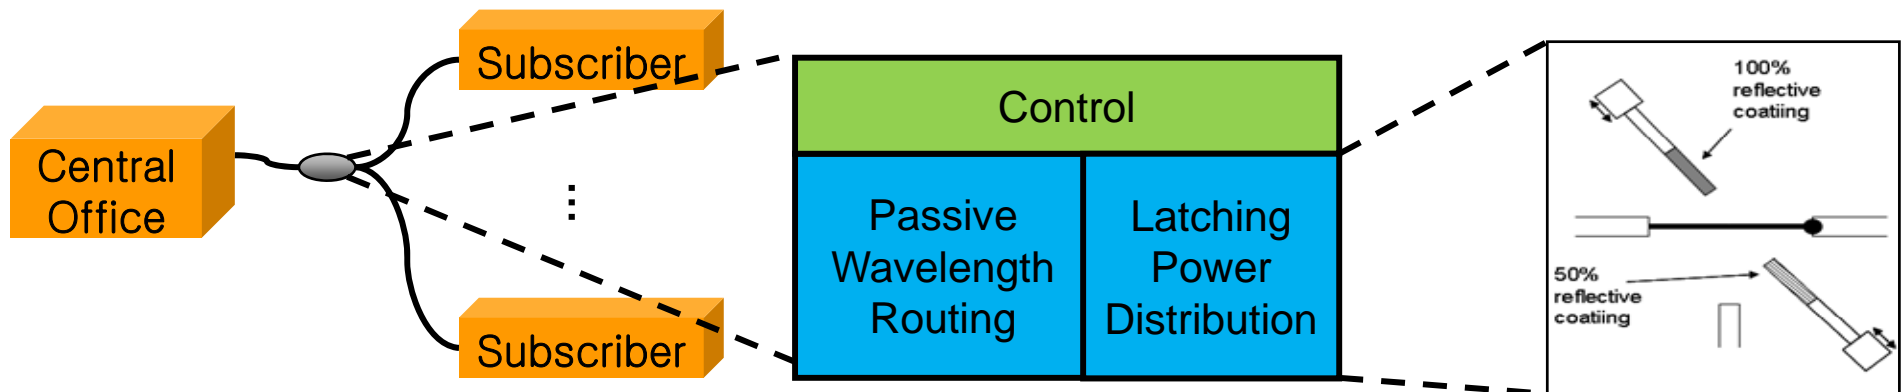 Subscriber
Central
Office
⋮
Subscriber
Control
Passive
Wavelength
Routing
Latching
Power
Distribution
100%
reflective
coatiing
50%
reflective
coatiing